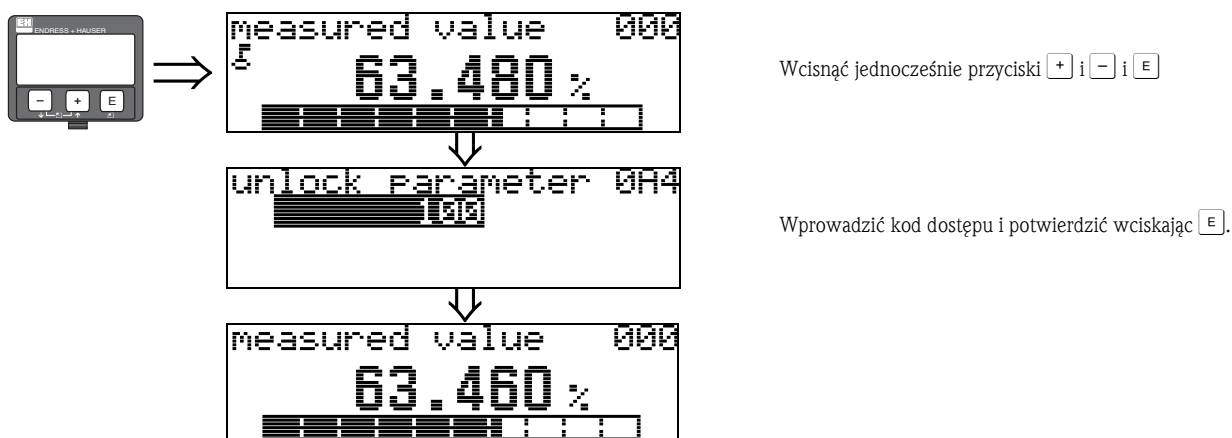 E+H
ENDRESS + HAUSER
- + E
measured value 000
63.480 %
Wcisnąć jednocześnie przyciski + i - i E
unlock parameter 0A4
100
Wprowadzić kod dostępu i potwierdzić wciskając E.
measured value 000
63.460 %